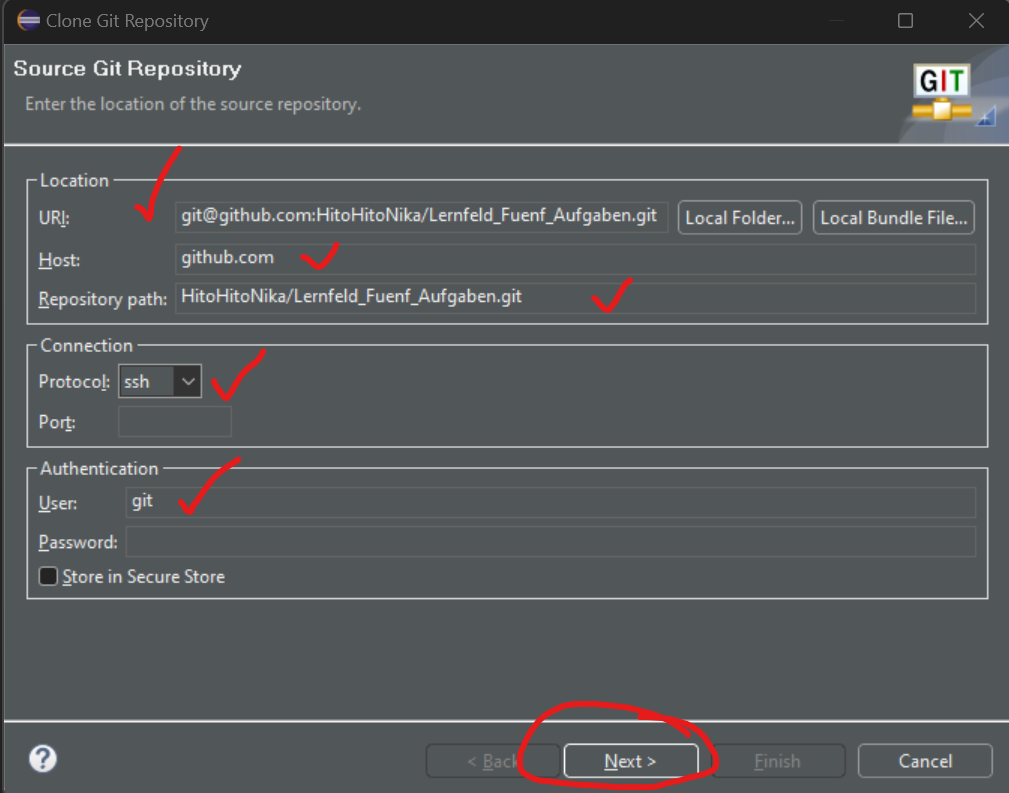 Clone Git Repository
Source Git Repository
Enter the location of the source repository.
GIT
Location
URI: git@github.com:HitoHitoNika/Lernfeld_Fuenf_Aufgaben.git Local Folder... Local Bundle File...
Host: github.com
Repository path: HitoHitoNika/Lernfeld_Fuenf_Aufgaben.git
Connection
Protocol: ssh
Port:
Authentication
User: git
Password:
Store in Secure Store
? < Back Next > Finish Cancel